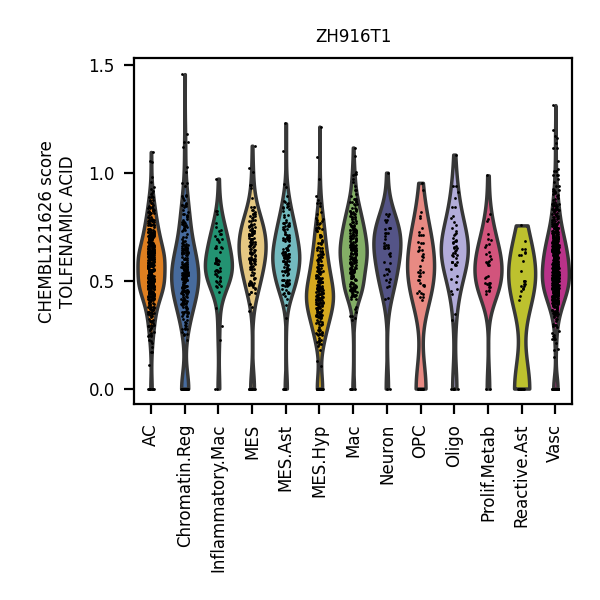 ZH916T1
CHEMBL121626 score
TOLFENAMIC ACID
1.5
1.0
0.5
0.0
AC
Chromatin.Reg
Inflammatory.Mac
MES
MES.Ast
MES.Hyp
Mac
Neuron
OPC
Oligo
Prolif.Metab
Reactive.Ast
Vasc